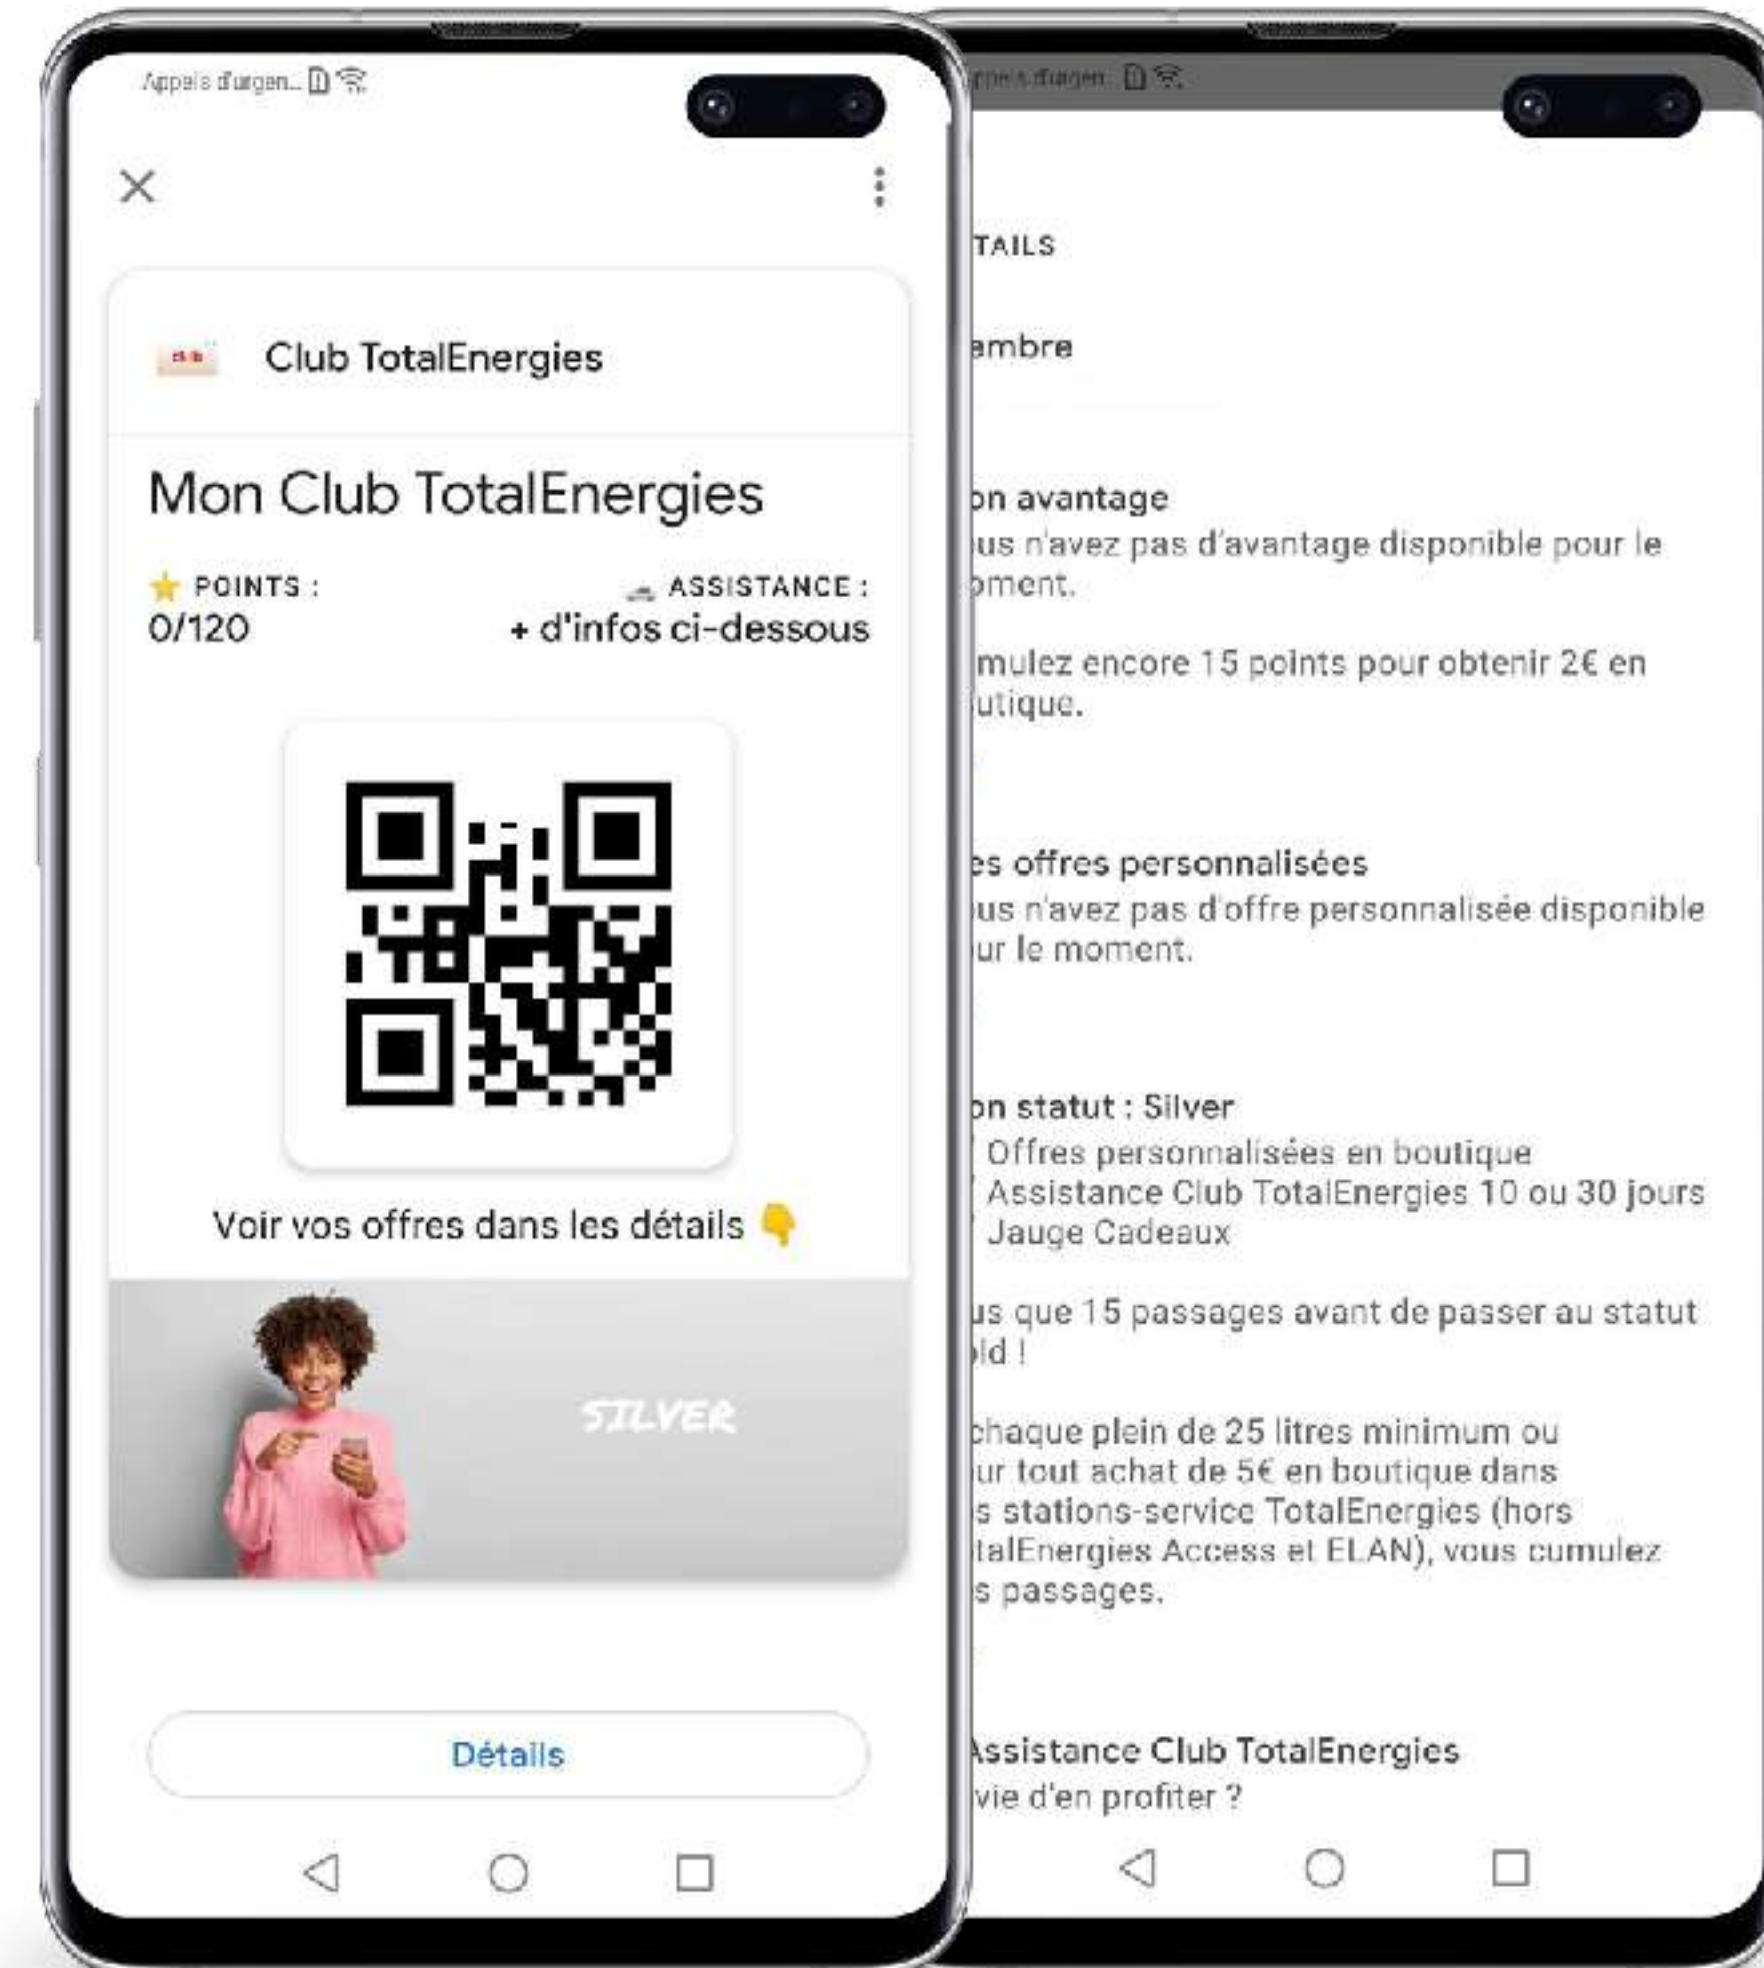 Appels d'urgen...
Club TotalEnergies
Mon Club TotalEnergies
POINTS :
0/120
ASSISTANCE :
+ d'infos ci-dessous
Voir vos offres dans les détails
SILVER
Détails
TAILS
embre
on avantage
us n'avez pas d'avantage disponible pour le
oment.
mulez encore 15 points pour obtenir 2€ en
utique.
es offres personnalisées
us n'avez pas d'offre personnalisée disponible
ur le moment.
on statut : Silver
Offres personnalisées en boutique
Assistance Club TotalEnergies 10 ou 30 jours
Jauge Cadeaux
us que 15 passages avant de passer au statut
old !
chaque plein de 25 litres minimum ou
ur tout achat de 5€ en boutique dans
s stations-service TotalEnergies (hors
talEnergies Access et ELAN), vous cumulez
s passages.
Assistance Club TotalEnergies
vie d'en profiter ?